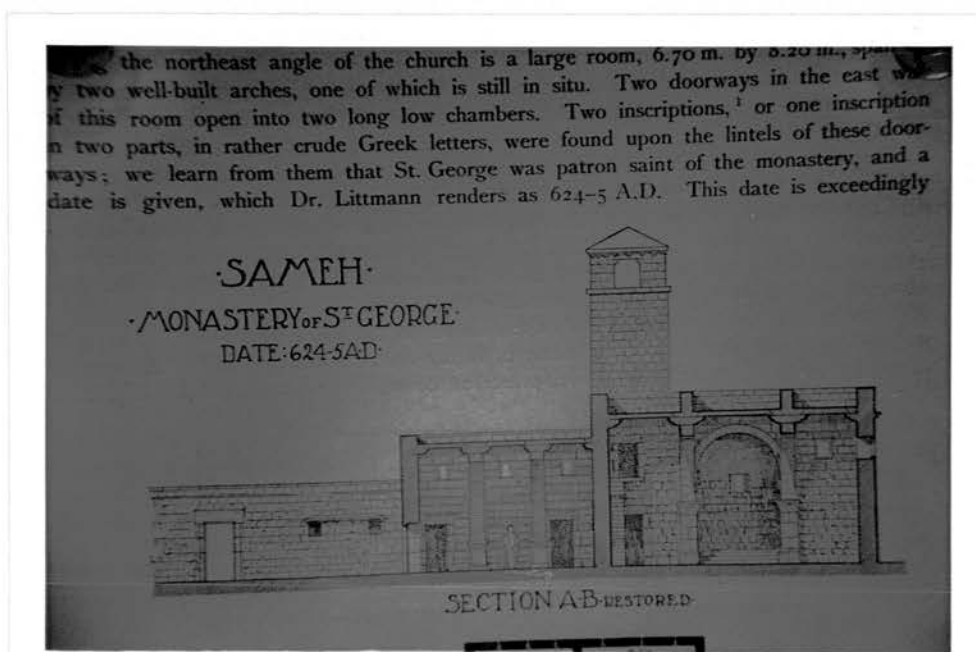 the northeast angle of the church is a large room, 6.70 m. by 8.20 m.,
two well-built arches, one of which is still in situ. Two doorways in the east
of this room open into two long low chambers. Two inscriptions,¹ or one inscription
n two parts, in rather crude Greek letters, were found upon the lintels of these door-
ways; we learn from them that St. George was patron saint of the monastery, and a
date is given, which Dr. Littmann renders as 624–5 A.D. This date is exceedingly
·SAMEH·
·MONASTERY OF ST GEORGE·
DATE: 624-5 A·D·
SECTION A-B·RESTORED·